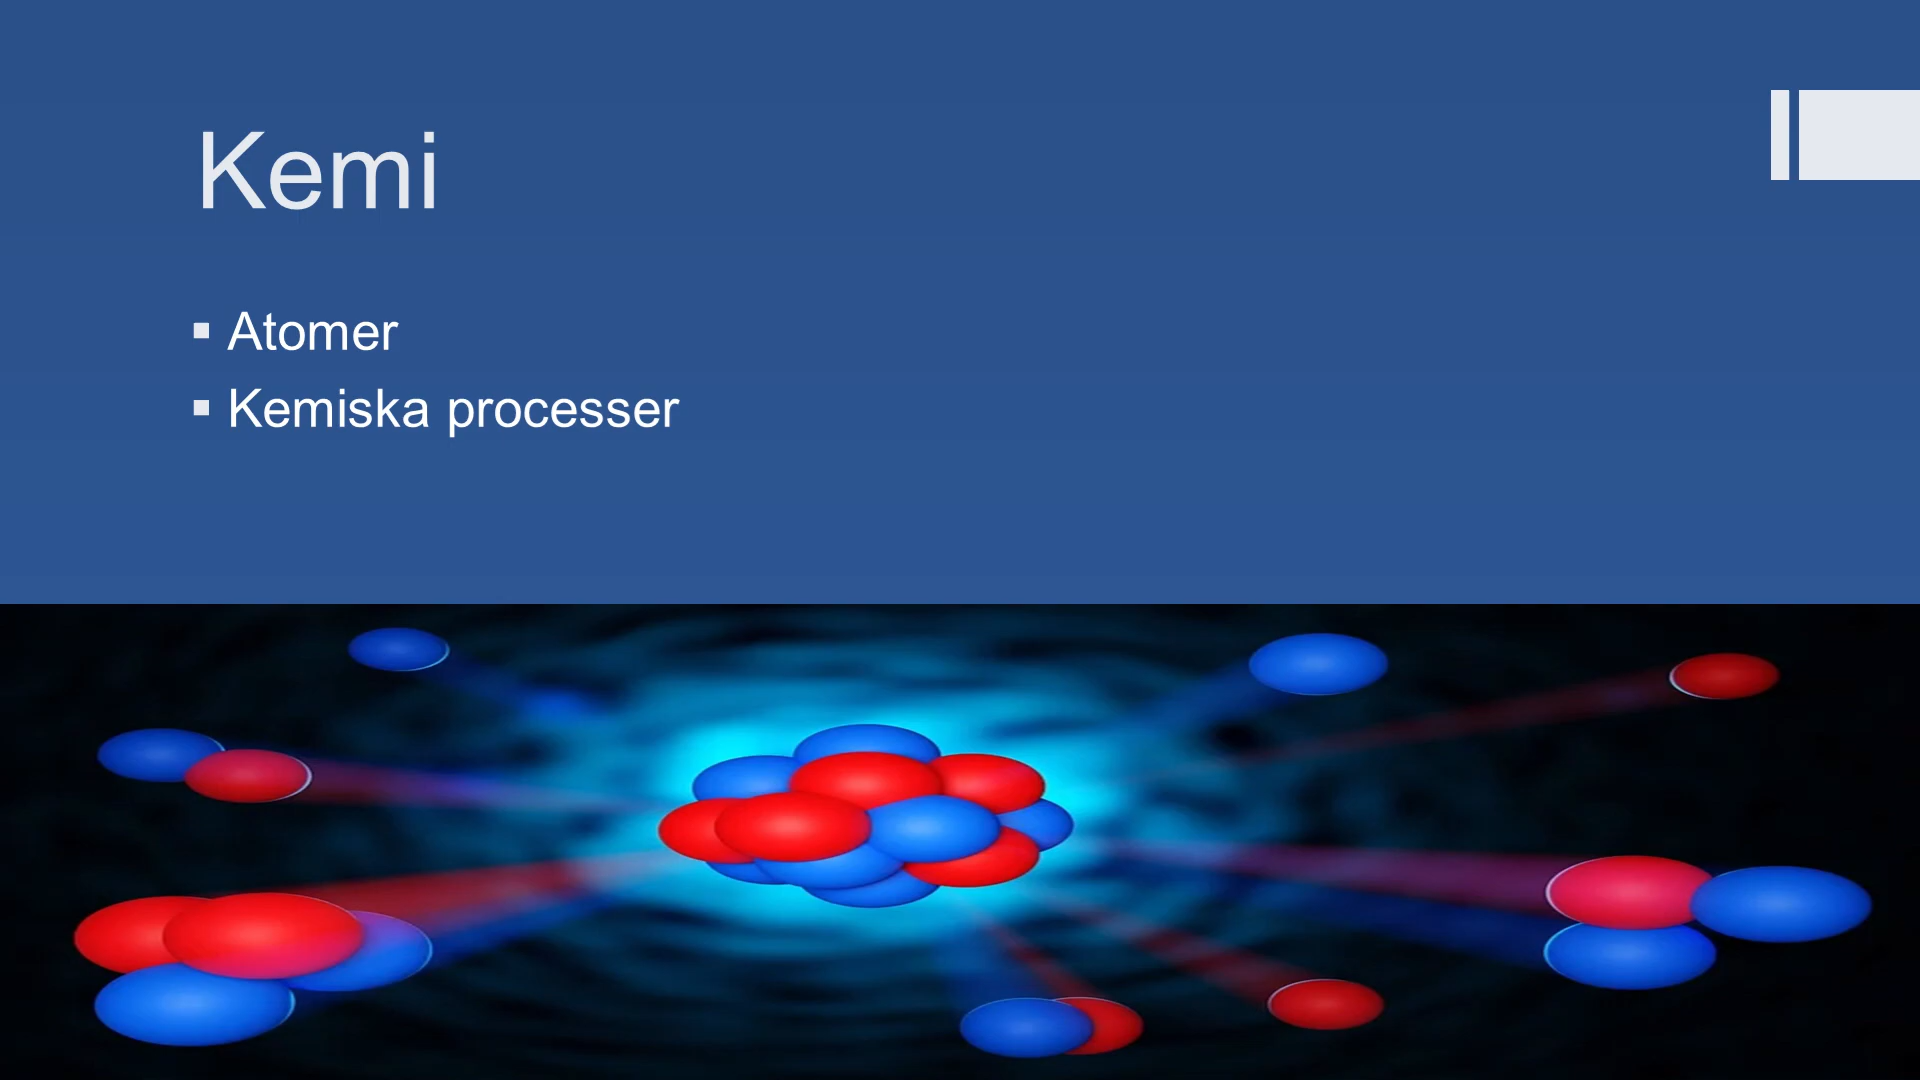 Kemi
▪ Atomer
▪ Kemiska processer